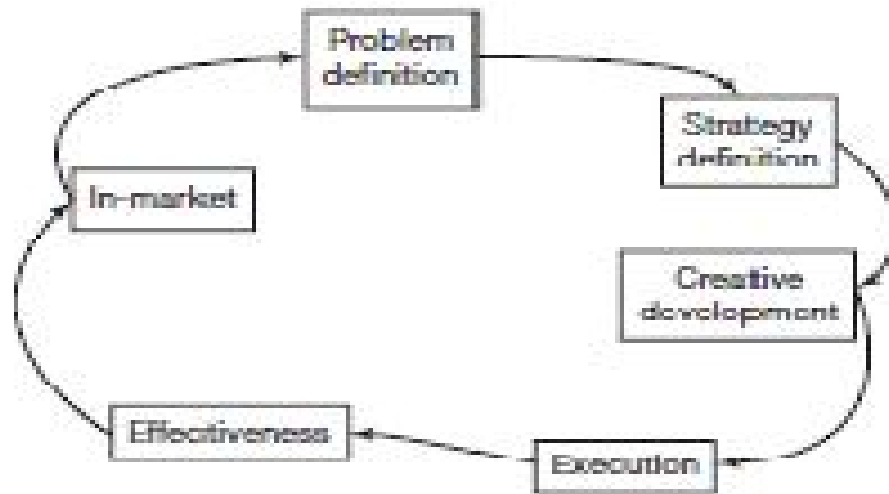 Problem
definition
Strategy
definition
Creative
development
Execution
Effectiveness
In-market